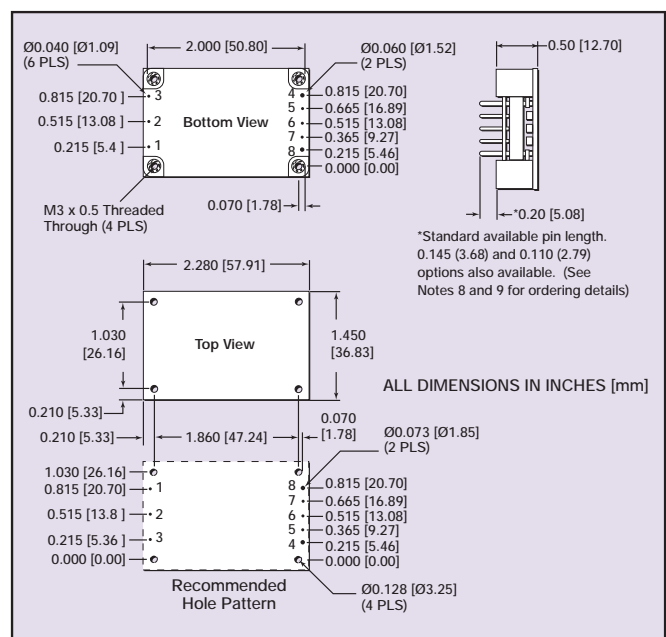 Ø0.040 [Ø1.09]
(6 PLS)
2.000 [50.80]
Ø0.060 [Ø1.52]
(2 PLS)
0.50 [12.70]
0.815 [20.70 ]
0.515 [13.08 ]
0.215 [5.4 ]
3
2
1
Bottom View
4
5
6
7
8
0.815 [20.70]
0.665 [16.89]
0.515 [13.08]
0.365 [9.27]
0.215 [5.46]
0.000 [0.00]
M3 x 0.5 Threaded
Through (4 PLS)
0.070 [1.78]
*0.20 [5.08]
*Standard available pin length.
0.145 (3.68) and 0.110 (2.79)
options also available. (See
Notes 8 and 9 for ordering details)
2.280 [57.91]
1.030
[26.16]
Top View
1.450
[36.83]
ALL DIMENSIONS IN INCHES [mm]
0.210 [5.33]
0.210 [5.33]
1.860 [47.24]
0.070
[1.78]
Ø0.073 [Ø1.85]
(2 PLS)
1.030 [26.16]
0.815 [20.70]
0.515 [13.8 ]
0.215 [5.36 ]
0.000 [0.00]
1
2
3
8
7
6
5
4
0.815 [20.70]
0.665 [16.89]
0.515 [13.08]
0.365 [9.27]
0.215 [5.46]
0.000 [0.00]
Recommended
Hole Pattern
Ø0.128 [Ø3.25]
(4 PLS)